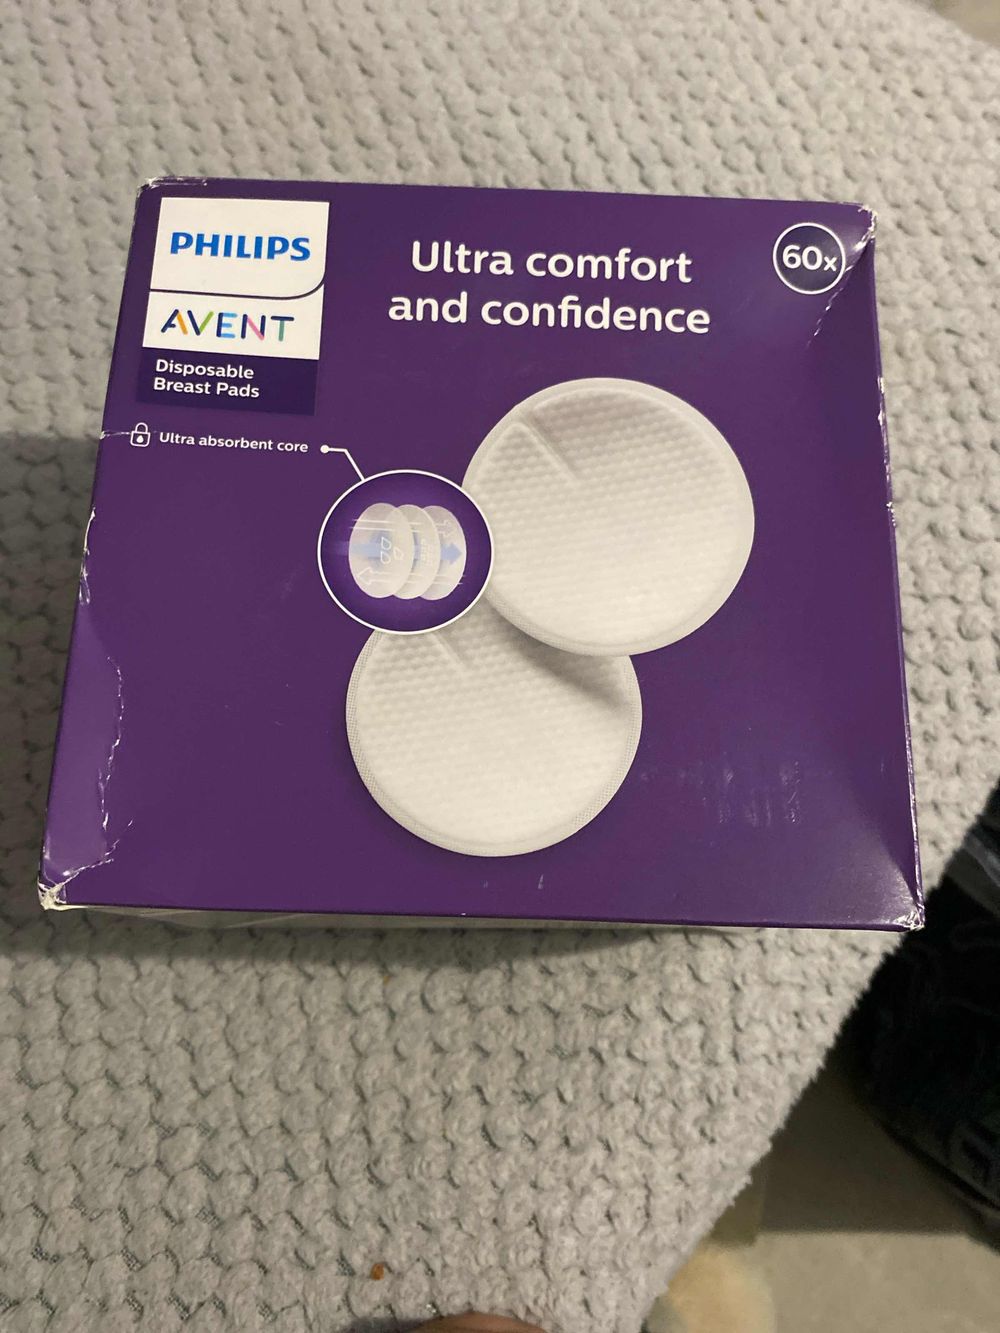 PHILIPS
AVENT
Disposable
Breast Pads
Ultra comfort
and confidence
60x
Ultra absorbent core